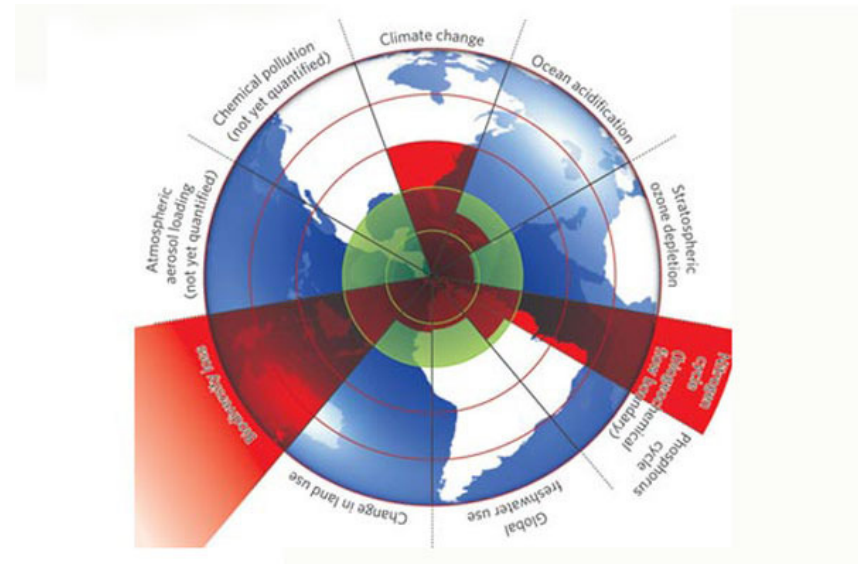 Climate change
Ocean acidification
Stratospheric
ozone depletion
Nitrogen
cycle
(biogeochemical
flow boundary)
Phosphorus
cycle
Global
freshwater use
Change in land use
Biodiversity loss
Atmospheric
aerosol loading
(not yet quantified)
Chemical pollution
(not yet quantified)